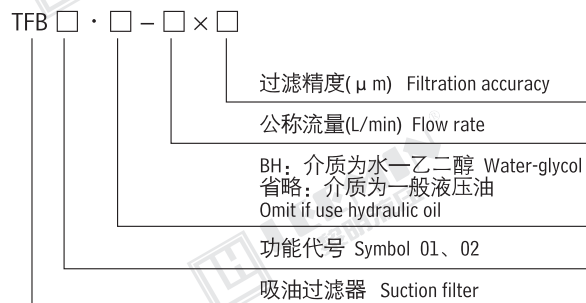 TFB □ · □ – □ × □
过滤精度( μ m) Filtration accuracy
公称流量(L/min) Flow rate
BH：介质为水一乙二醇 Water-glycol
省略：介质为一般液压油
Omit if use hydraulic oil
功能代号 Symbol 01、02
吸油过滤器 Suction filter